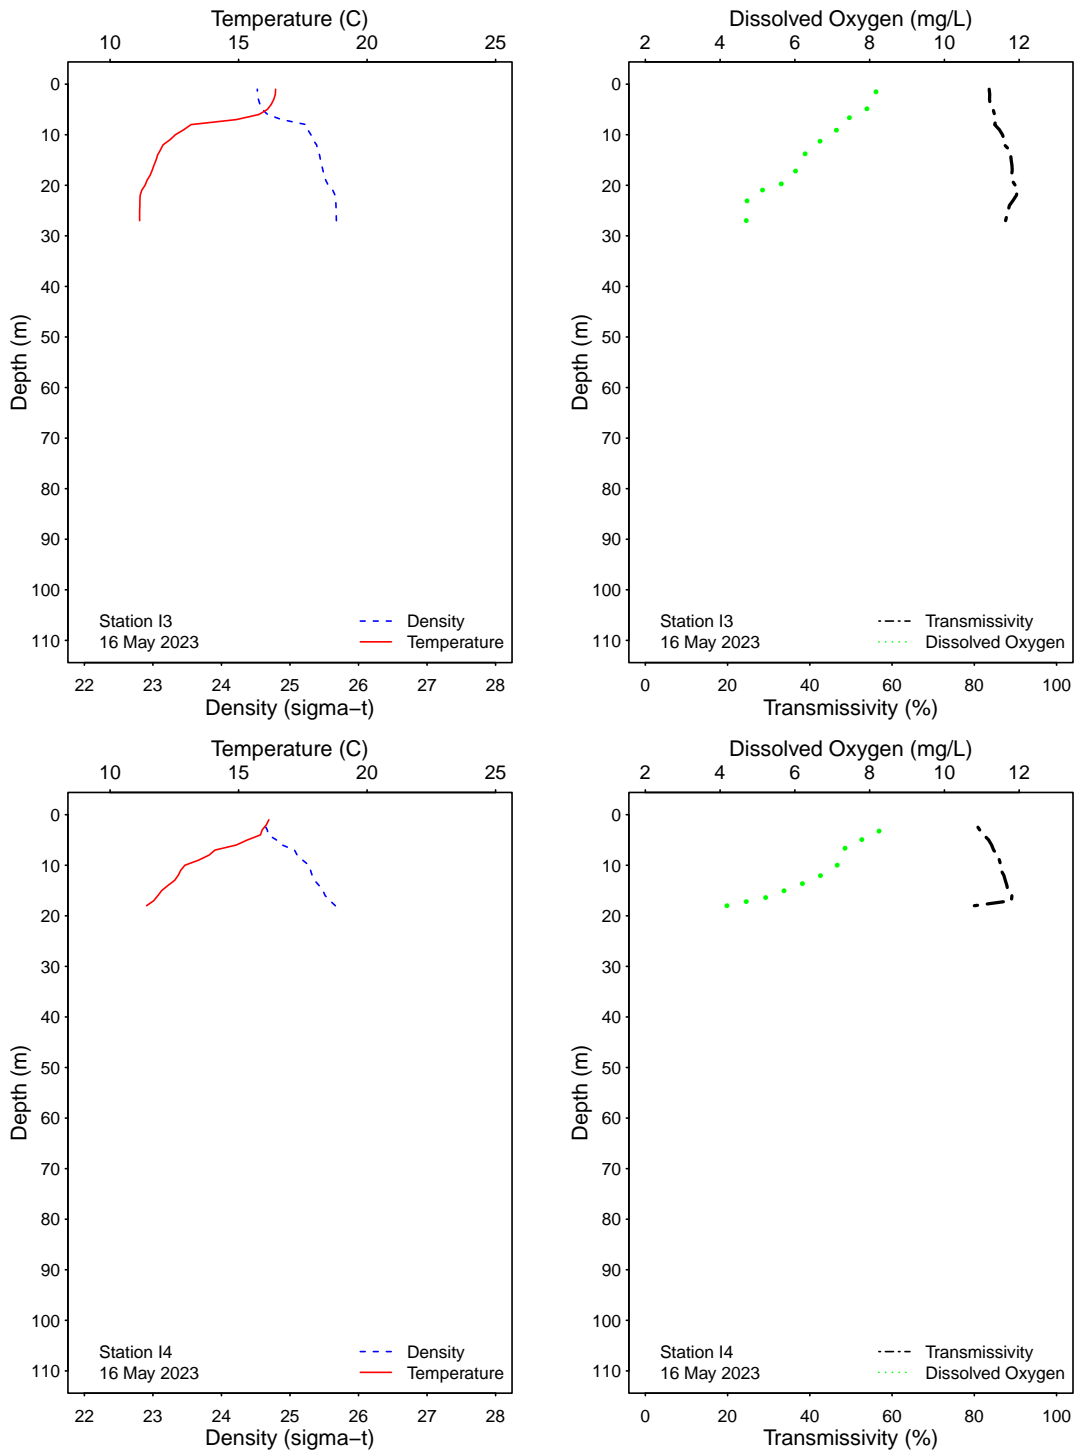 Temperature (C)
10 15 20 25
0
10
20
30
40
50
60
70
80
90
100
110
Depth (m)
Station I3
16 May 2023
Density
Temperature
22 23 24 25 26 27 28
Density (sigma−t)
Dissolved Oxygen (mg/L)
2 4 6 8 10 12
0
10
20
30
40
50
60
70
80
90
100
110
Depth (m)
Station I3
16 May 2023
Transmissivity
Dissolved Oxygen
0 20 40 60 80 100
Transmissivity (%)
Temperature (C)
10 15 20 25
0
10
20
30
40
50
60
70
80
90
100
110
Depth (m)
Station I4
16 May 2023
Density
Temperature
22 23 24 25 26 27 28
Density (sigma−t)
Dissolved Oxygen (mg/L)
2 4 6 8 10 12
0
10
20
30
40
50
60
70
80
90
100
110
Depth (m)
Station I4
16 May 2023
Transmissivity
Dissolved Oxygen
0 20 40 60 80 100
Transmissivity (%)